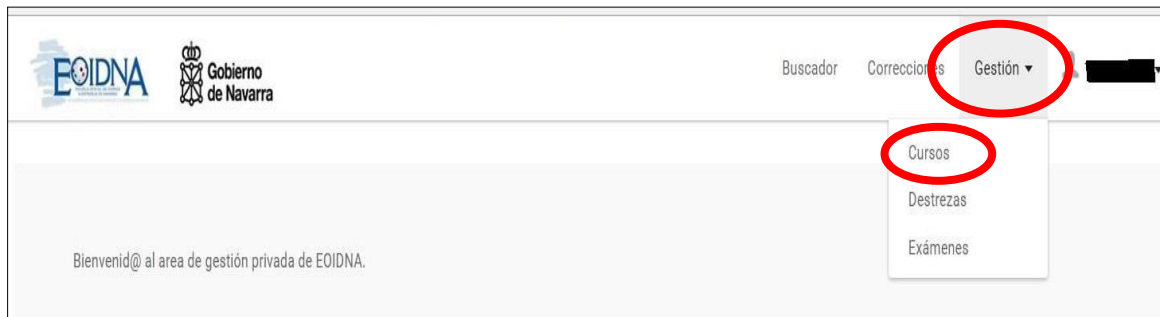 EOIDNA
Gobierno
de Navarra
Buscador Correcciones Gestión
Cursos
Destrezas
Exámenes
Bienvenid@ al area de gestión privada de EOIDNA.